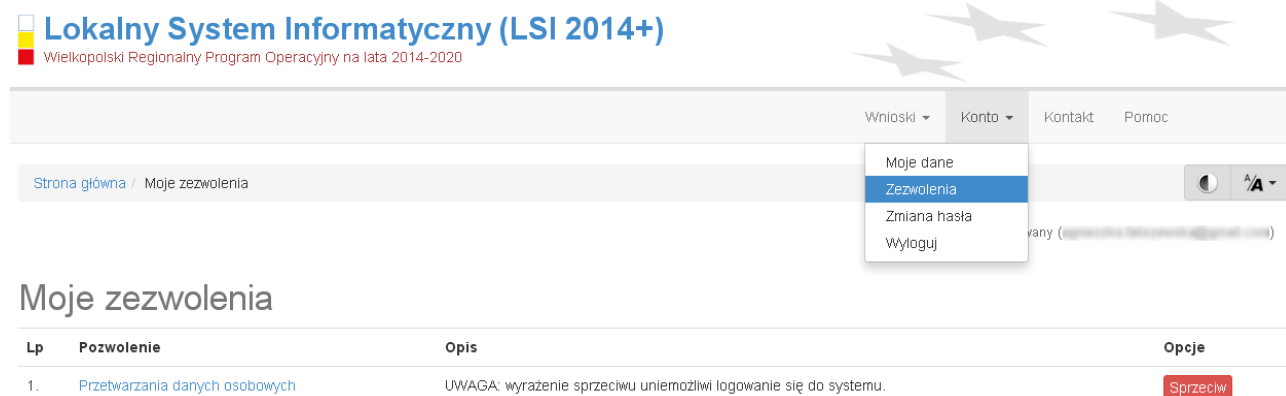 Lokalny System Informatyczny (LSI 2014+)
Wielkopolski Regionalny Program Operacyjny na lata 2014-2020
Wnioski Konto Kontakt Pomoc
Moje dane
Strona główna / Moje zezwolenia
Zezwolenia
A/A
Zmiana hasła
Wyloguj
Moje zezwolenia
Lp Pozwolenie Opis Opcje
1. Przetwarzania danych osobowych UWAGA: wyrażenie sprzeciwu uniemożliwi logowanie się do systemu. Sprzeciw